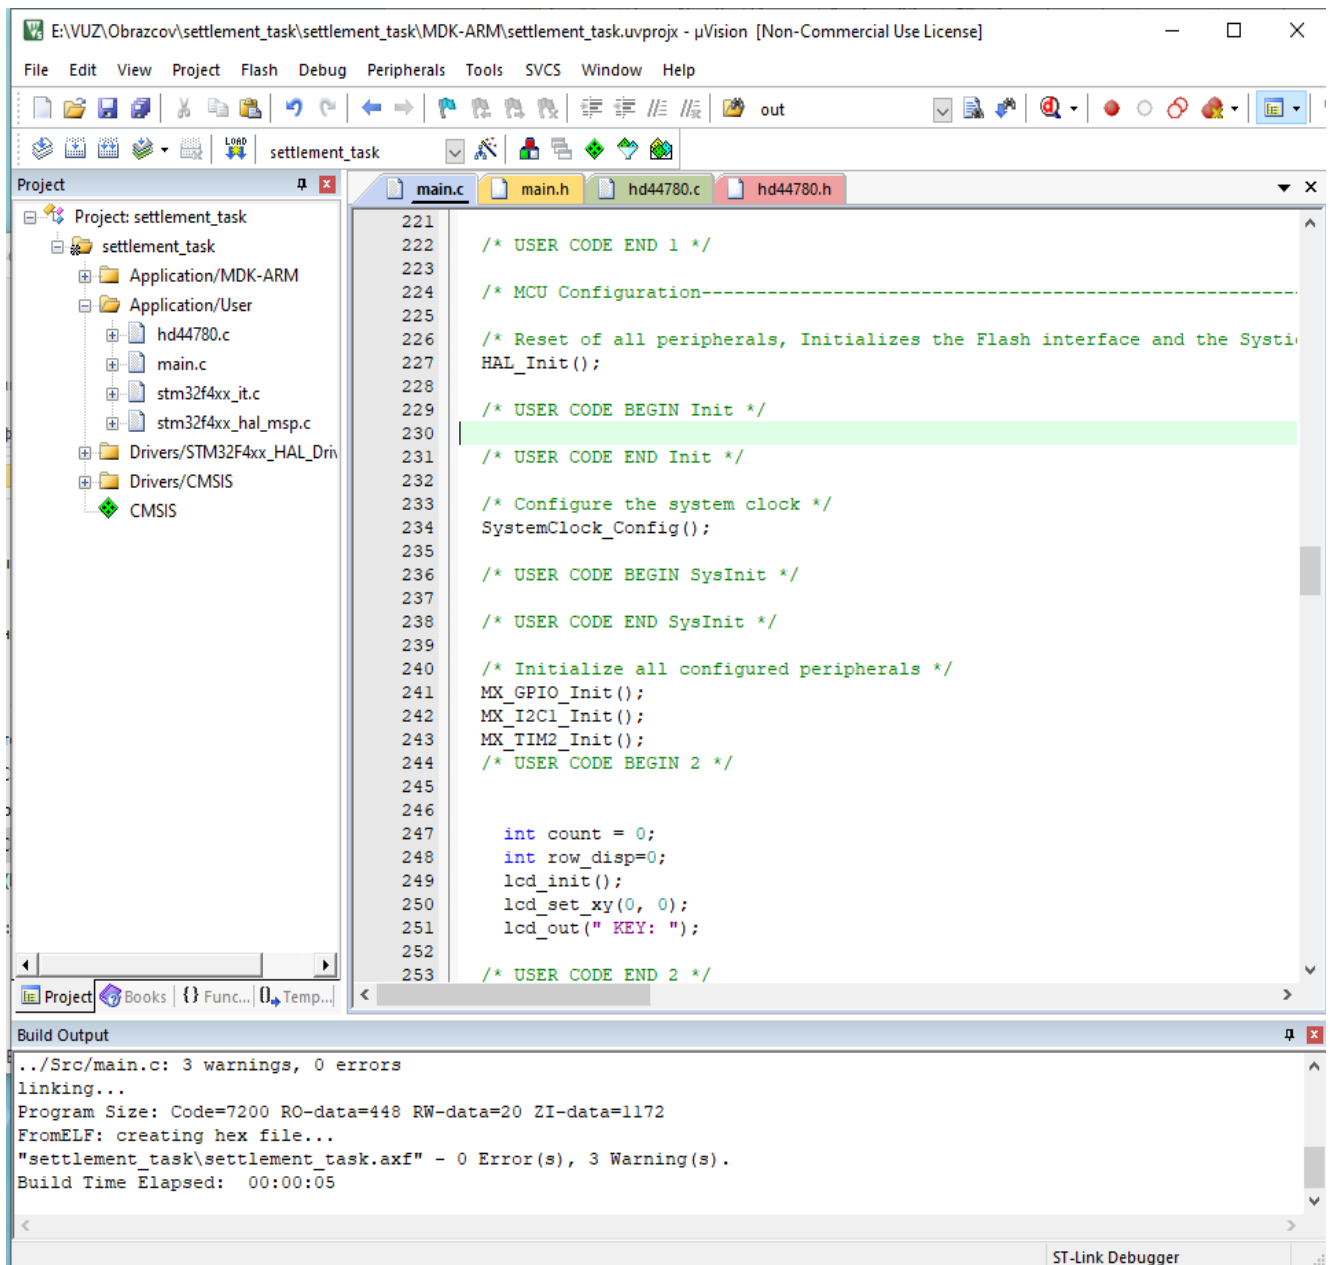 E:\VUZ\Obrazcov\settlement_task\settlement_task\MDK-ARM\settlement_task.uvprojx - µVision [Non-Commercial Use License]
File Edit View Project Flash Debug Peripherals Tools SVCS Window Help
out
LOAD settlement_task
Project
main.c main.h hd44780.c hd44780.h
Project: settlement_task
settlement_task
Application/MDK-ARM
Application/User
hd44780.c
main.c
stm32f4xx_it.c
stm32f4xx_hal_msp.c
Drivers/STM32F4xx_HAL_Driv
Drivers/CMSIS
CMSIS
221
222 /* USER CODE END 1 */
223
224 /* MCU Configuration------------------------------------------------------
225
226 /* Reset of all peripherals, Initializes the Flash interface and the Systi
227 HAL_Init();
228
229 /* USER CODE BEGIN Init */
230
231 /* USER CODE END Init */
232
233 /* Configure the system clock */
234 SystemClock_Config();
235
236 /* USER CODE BEGIN SysInit */
237
238 /* USER CODE END SysInit */
239
240 /* Initialize all configured peripherals */
241 MX_GPIO_Init();
242 MX_I2C1_Init();
243 MX_TIM2_Init();
244 /* USER CODE BEGIN 2 */
245
246
247 int count = 0;
248 int row_disp=0;
249 lcd_init();
250 lcd_set_xy(0, 0);
251 lcd_out(" KEY: ");
252
253 /* USER CODE END 2 */
Project Books {} Func... Temp...
Build Output
../Src/main.c: 3 warnings, 0 errors
linking...
Program Size: Code=7200 RO-data=448 RW-data=20 ZI-data=1172
FromELF: creating hex file...
"settlement_task\settlement_task.axf" - 0 Error(s), 3 Warning(s).
Build Time Elapsed:  00:00:05
ST-Link Debugger